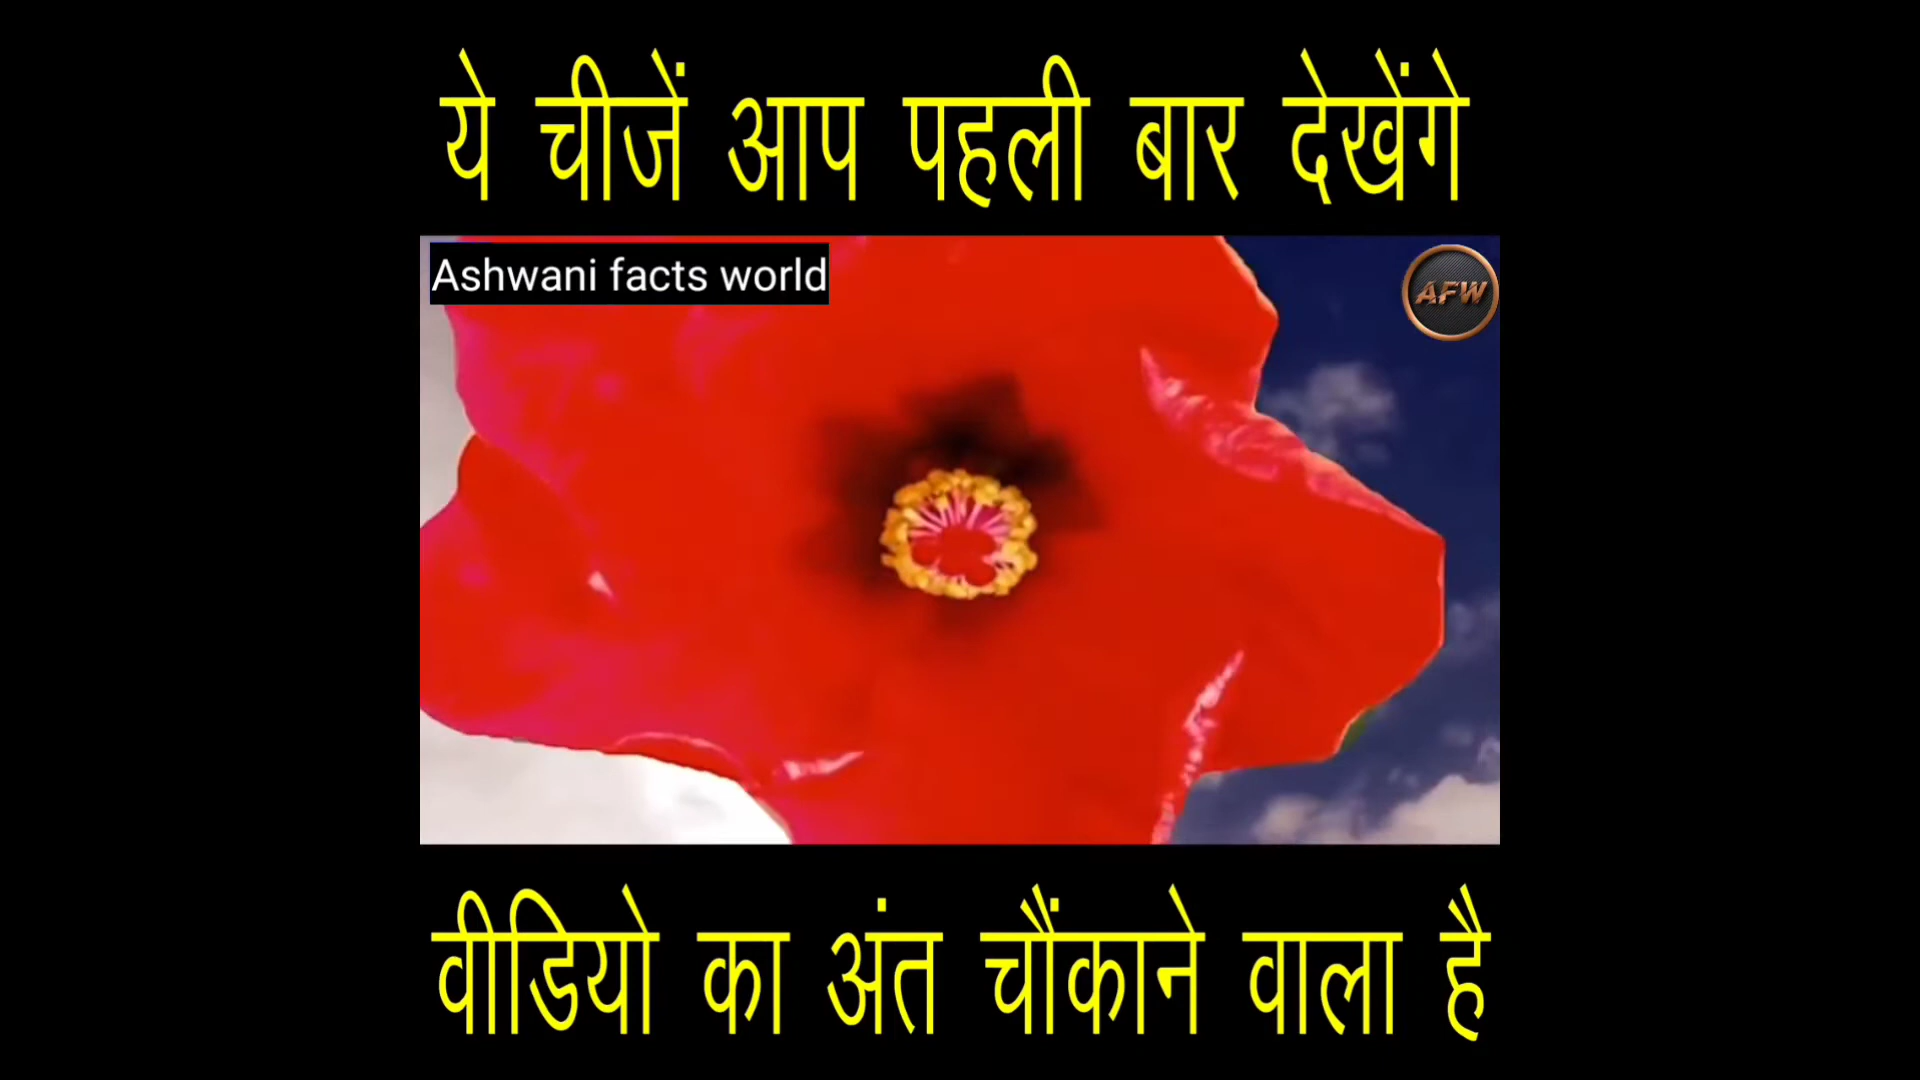 ये चीजें आप पहली बार देखेंगे
Ashwani facts world
AFW
वीडियो का अंत चौंकाने वाला है